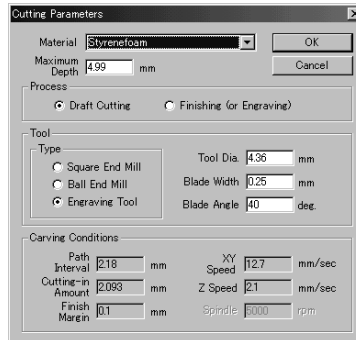 Cutting Parameters
Material Styrenefoam OK
Maximum Depth 4.99 mm Cancel
Process
Draft Cutting Finishing (or Engraving)
Tool
Type
Square End Mill
Ball End Mill
Engraving Tool
Tool Dia. 4.36 mm
Blade Width 0.25 mm
Blade Angle 40 deg.
Carving Conditions
Path Interval 2.18 mm
Cutting-in Amount 2.093 mm
Finish Margin 0.1 mm
XY Speed 12.7 mm/sec
Z Speed 2.1 mm/sec
Spindle 5000 rpm